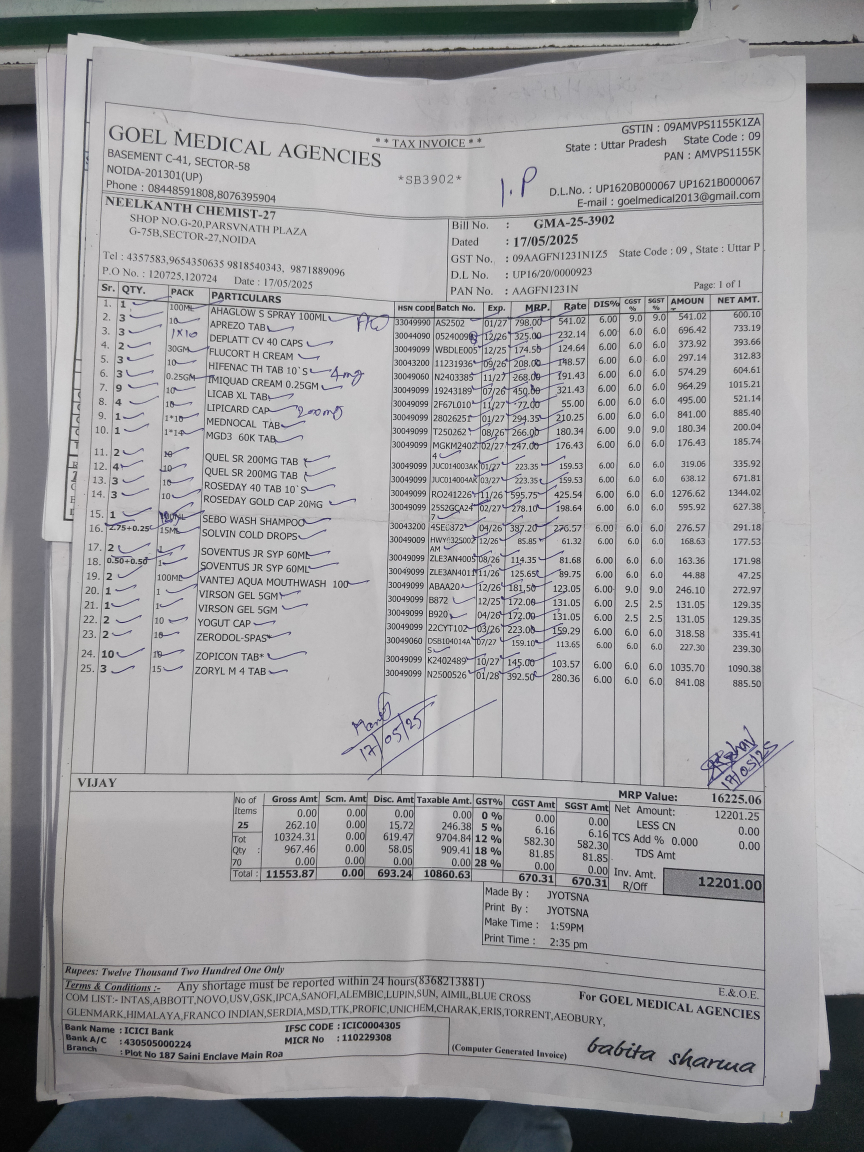 GOEL MEDICAL AGENCIES
BASEMENT C-41, SECTOR-58
NOIDA-201301(UP)
Phone : 08448591808,8076395904
* * TAX INVOICE * *
*SB3902*
I.P
GSTIN : 09AMVPS1155K1ZA
State : Uttar Pradesh State Code : 09
PAN : AMVPS1155K
D.L.No. : UP1620B000067 UP1621B000067
E-mail : goelmedical2013@gmail.com
NEELKANTH CHEMIST-27
SHOP NO.G-20,PARSVNATH PLAZA
G-75B,SECTOR-27,NOIDA
Tel : 4357583,9654350635 9818540343, 9871889096
P.O No. : 120725,120724 Date : 17/05/2025
Bill No. : GMA-25-3902
Dated : 17/05/2025
GST No. : 09AAGFN1231N1Z5 State Code : 09 , State : Uttar P
D.L No. : UP16/20/0000923
PAN No. : AAGFN1231N
Page: 1 of 1
Sr. QTY. PACK PARTICULARS HSN CODE Batch No. Exp. MRP. Rate DIS% CGST % SGST % AMOUN NET AMT.
1. 1 100ML AHAGLOW S SPRAY 100ML 33049990 AS2502 01/27 798.00 541.02 6.00 9.0 9.0 541.02 600.10
2. 3 10 APREZO TAB 30044090 12/26 325.00 232.14 6.00 6.0 6.0 696.42 733.19
3. 3 1X10 DEPLATT CV 40 CAPS 30049099 WBDLE005 12/25 174.50 124.64 6.00 6.0 6.0 373.92 393.66
4. 2 30GM FLUCORT H CREAM 30043200 11231936 09/26 208.00 148.57 6.00 6.0 6.0 297.14 312.83
5. 3 10 HIFENAC TH TAB 10`S 4mg 30049060 N2403385 11/27 268.00 191.43 6.00 6.0 6.0 574.29 604.61
6. 3 0.25GM IMIQUAD CREAM 0.25GM 30049099 19243189 07/26 450.00 321.43 6.00 6.0 6.0 964.29 1015.21
7. 9 10 LICAB XL TAB 30049099 2F67L010 11/27 77.00 55.00 6.00 6.0 6.0 495.00 521.14
8. 4 10 LIPICARD CAP 200mg 30049099 28026251 01/27 294.35 210.25 6.00 6.0 6.0 841.00 885.40
9. 1 1*10 MEDNOCAL TAB 30049099 T250262 08/26 266.00 180.34 6.00 9.0 9.0 180.34 200.04
10. 1 1*14 MGD3 60K TAB 30049099 MGKM2402 4 02/27 247.00 176.43 6.00 6.0 6.0 176.43 185.74
11. 2 10 QUEL SR 200MG TAB 30049099 JUC014003AK 01/27 223.35 159.53 6.00 6.0 6.0 319.06 335.92
12. 4 10 QUEL SR 200MG TAB 30049099 JUC014004AK 03/27 223.35 159.53 6.00 6.0 6.0 638.12 671.81
13. 3 10 ROSEDAY 40 TAB 10`S 30049099 RO241226 11/26 595.75 425.54 6.00 6.0 6.0 1276.62 1344.02
14. 3 10 ROSEDAY GOLD CAP 20MG 30049099 25S2GCA24 02/27 278.10 198.64 6.00 6.0 6.0 595.92 627.38
15. 1 SEBO WASH SHAMPOO 30043200 04/26 387.20 276.57 6.00 6.0 6.0 276.57 291.18
16. 2.75+0.25 15ML SOLVIN COLD DROPS 30049099 12/26 85.85 61.32 6.00 6.0 6.0 168.63 177.53
17. 2 1 SOVENTUS JR SYP 60ML 30049099 ZLE3AN4005 08/26 114.35 81.68 6.00 6.0 6.0 163.36 171.98
18. 0.50+0.50 1 SOVENTUS JR SYP 60ML 30049099 ZLE3AN4011 11/26 125.65 89.75 6.00 6.0 6.0 44.88 47.25
19. 2 100ML VANTEJ AQUA MOUTHWASH 100 30049099 ABAA20 12/26 181.50 123.05 6.00 9.0 9.0 246.10 272.97
20. 1 1 VIRSON GEL 5GM 30049099 B872 12/25 172.00 131.05 6.00 2.5 2.5 131.05 129.35
21. 1 1 VIRSON GEL 5GM 30049099 B920 04/26 172.00 131.05 6.00 2.5 2.5 131.05 129.35
22. 2 10 YOGUT CAP 30049099 22CYT102 03/26 223.00 159.29 6.00 6.0 6.0 318.58 335.41
23. 2 10 ZERODOL-SPAS* 30049060 DSB104014A S 07/27 159.10 113.65 6.00 6.0 6.0 227.30 239.30
24. 10 10 ZOPICON TAB* 30049099 K2402489 10/27 145.00 103.57 6.00 6.0 6.0 1035.70 1090.38
25. 3 15 ZORYL M 4 TAB 30049099 N2500526 01/28 392.50 280.36 6.00 6.0 6.0 841.08 885.50
17/05/25
17/05/25
VIJAY
No of Items 25 Tot Qty : 70
Gross Amt Scm. Amt Disc. Amt Taxable Amt. GST% CGST Amt SGST Amt
0.00 0.00 0.00 0.00 0 % 0.00 0.00
262.10 0.00 15.72 246.38 5 % 6.16 6.16
10324.31 0.00 619.47 9704.84 12 % 582.30 582.30
967.46 0.00 58.05 909.41 18 % 81.85 81.85
0.00 0.00 0.00 0.00 28 % 0.00 0.00
Total : 11553.87 0.00 693.24 10860.63 670.31 670.31
MRP Value: 16225.06
Net Amount: 12201.25
LESS CN 0.00
TCS Add % 0.000 0.00
TDS Amt 0.00
Inv. Amt. R/Off 12201.00
Made By : JYOTSNA
Print By : JYOTSNA
Make Time : 1:59PM
Print Time : 2:35 pm
Rupees: Twelve Thousand Two Hundred One Only
Terms & Conditions :- Any shortage must be reported within 24 hours(8368213881)
COM LIST:- INTAS,ABBOTT,NOVO,USV,GSK,IPCA,SANOFI,ALEMBIC,LUPIN,SUN, AIMIL,BLUE CROSS
GLENMARK,HIMALAYA,FRANCO INDIAN,SERDIA,MSD,TTK,PROFIC,UNICHEM,CHARAK,ERIS,TORRENT,AEOBURY,
E.&.O.E.
For GOEL MEDICAL AGENCIES
Bank Name : ICICI Bank IFSC CODE : ICIC0004305
Bank A/C : 430505000224 MICR No : 110229308
Branch : Plot No 187 Saini Enclave Main Roa
(Computer Generated Invoice)
babita sharma